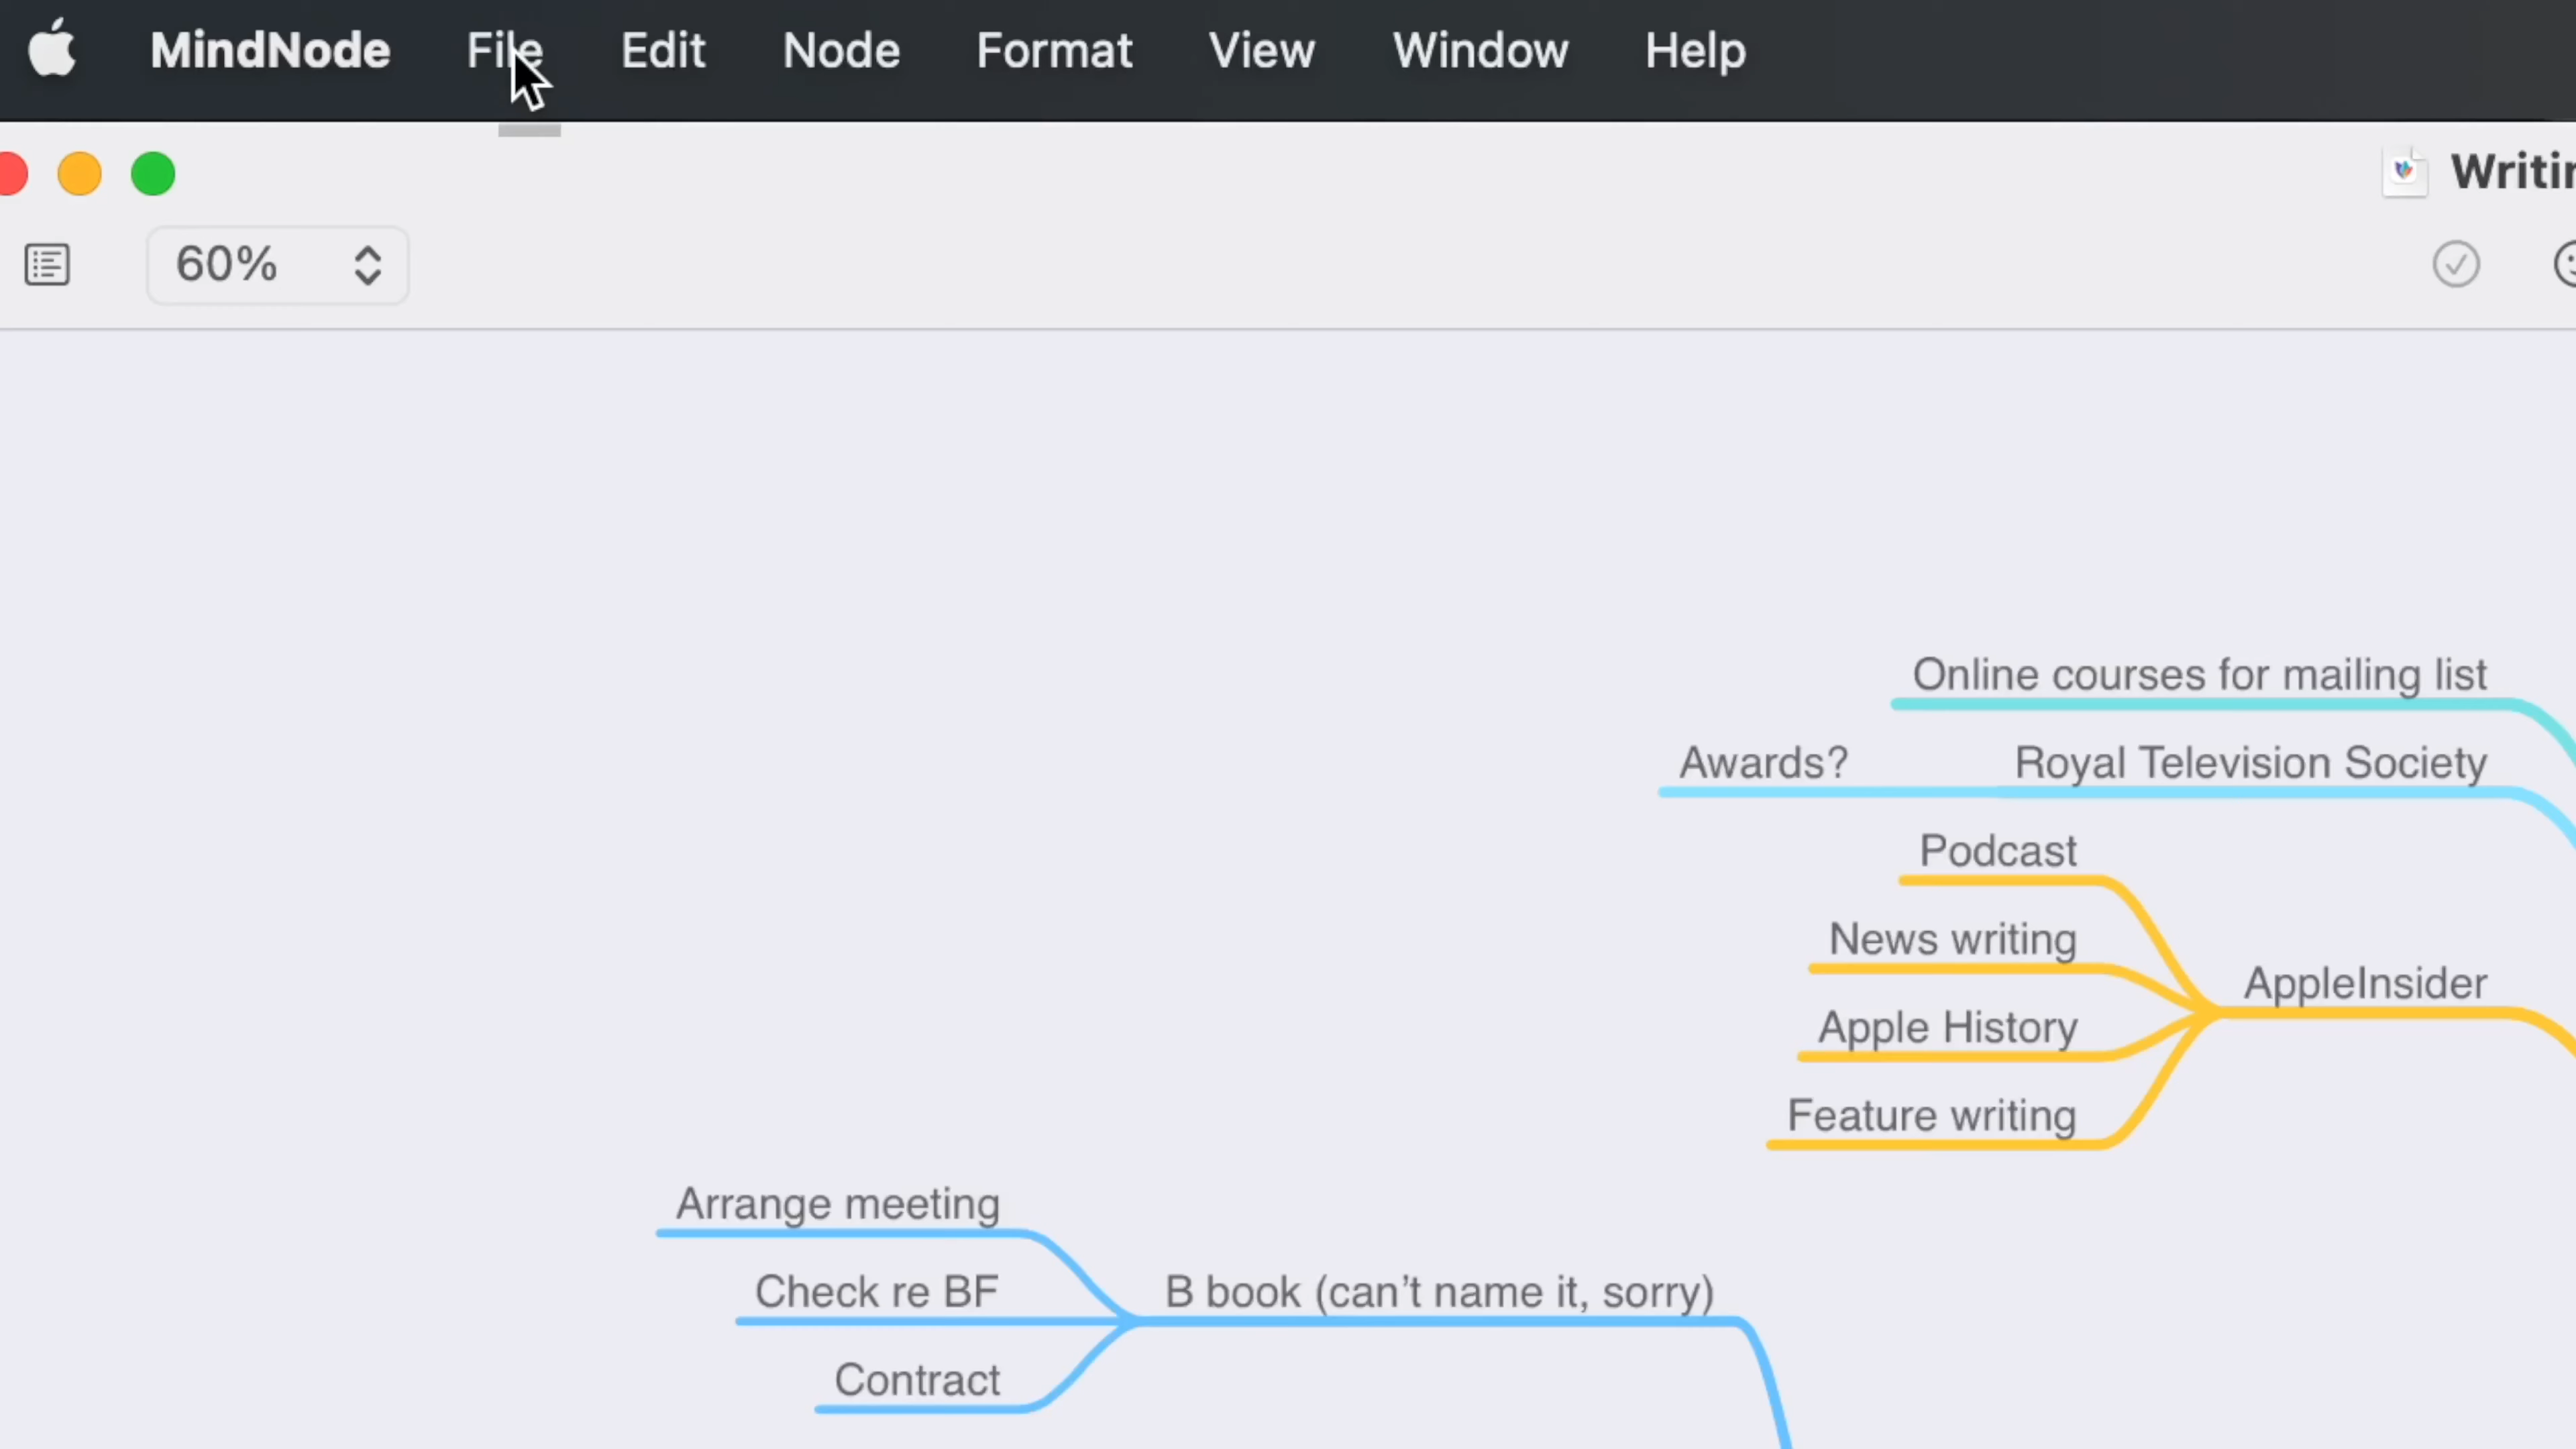 MindNode File Edit Node Format View Window Help
60%
Online courses for mailing list
Awards? Royal Television Society
Podcast
News writing
AppleInsider
Apple History
Feature writing
Arrange meeting
Check re BF
B book (can’t name it, sorry)
Contract